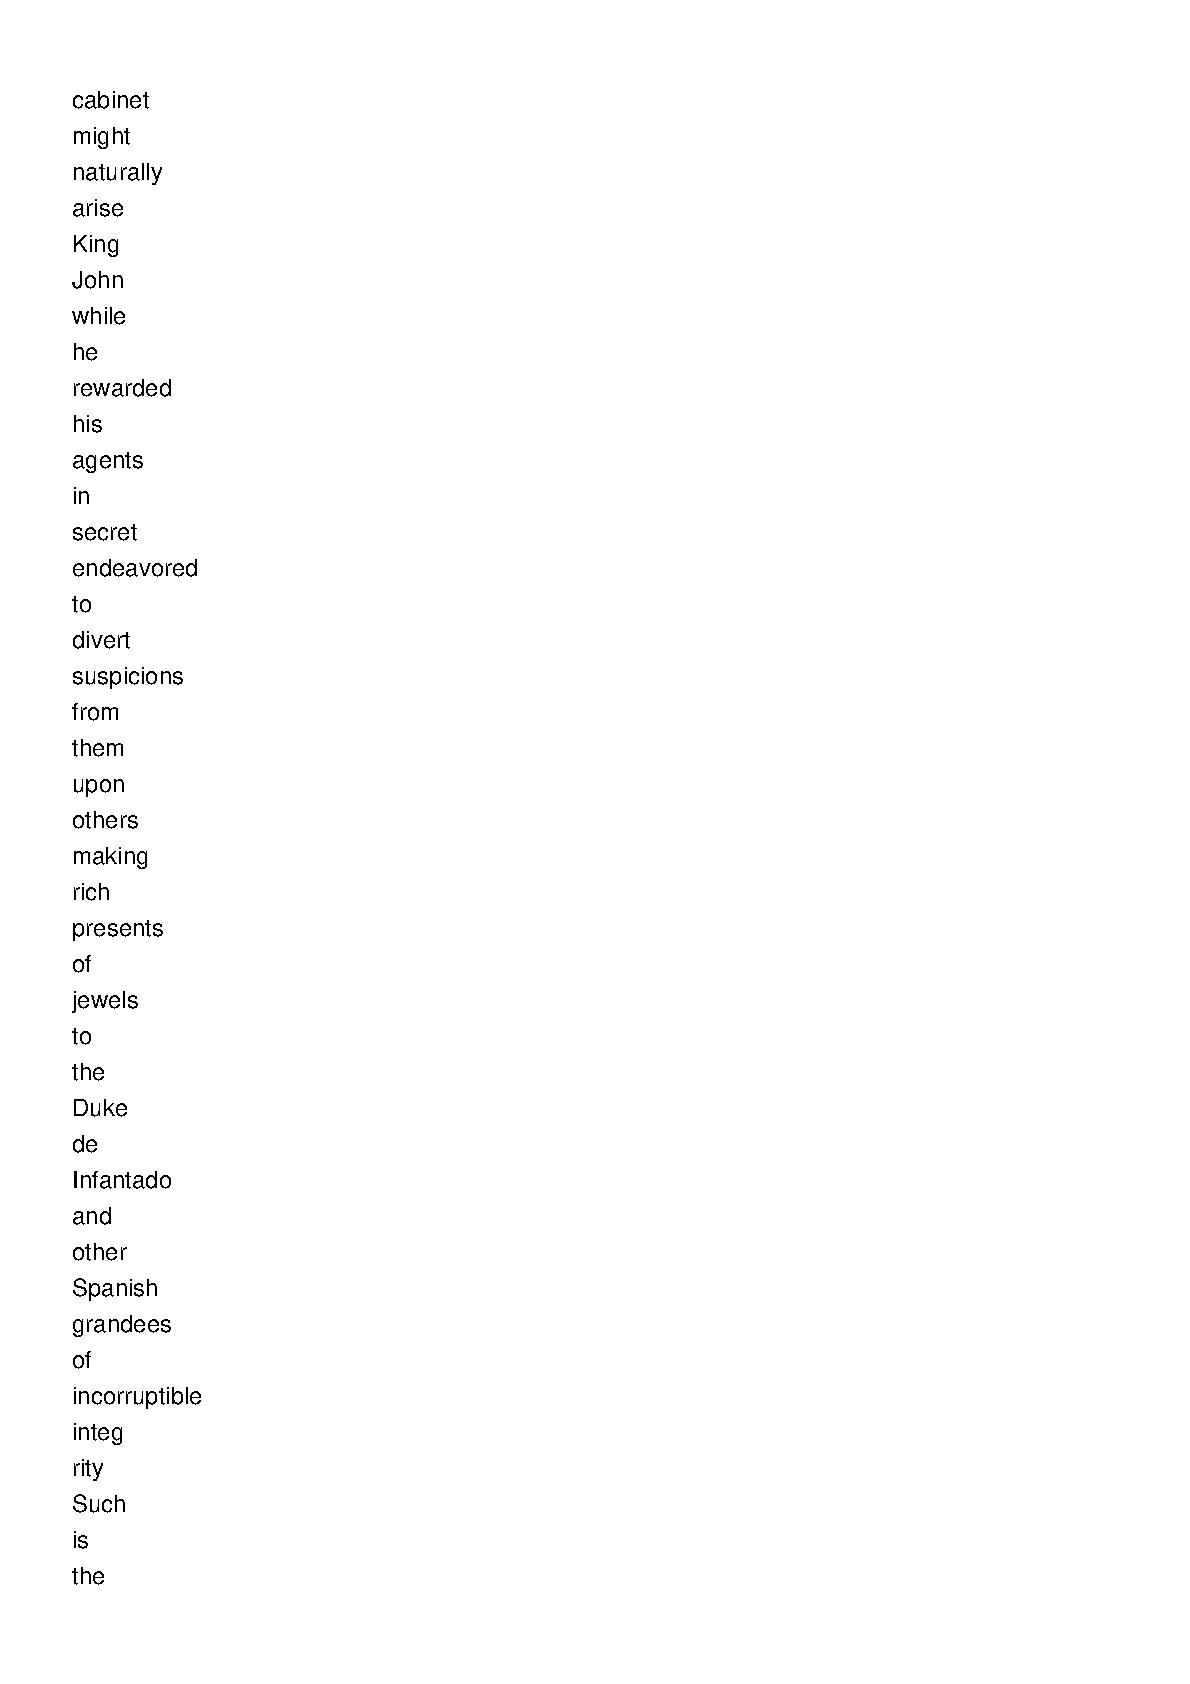 cabinet
might
naturally
arise
King
John
while
he
rewarded
his
agents
in
secret
endeavored
to
divert
suspicions
from
them
upon
others
making
rich
presents
of
jewels
to
the
Duke
de
Infantado
and
other
Spanish
grandees
of
incorruptible
integ
rity
Such
is
the